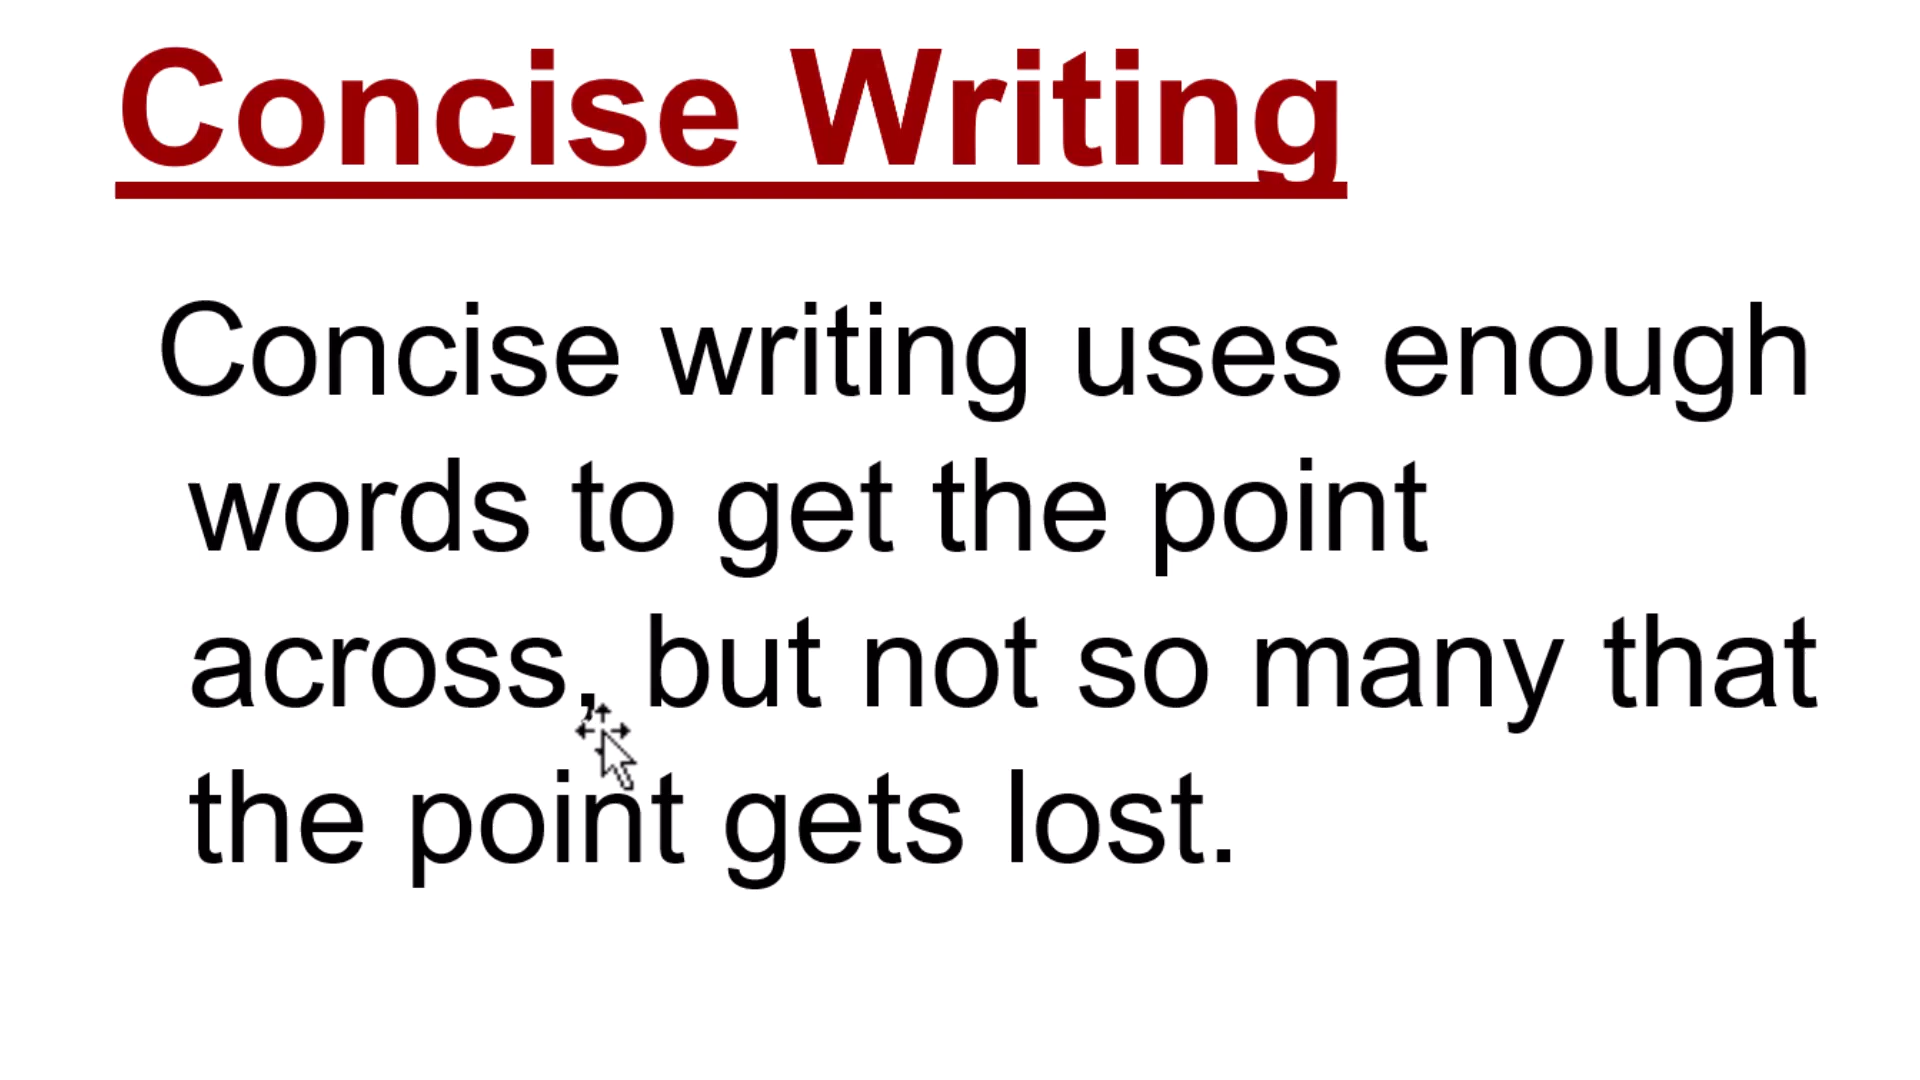 Concise Writing
Concise writing uses enough
words to get the point
across, but not so many that
the point gets lost.